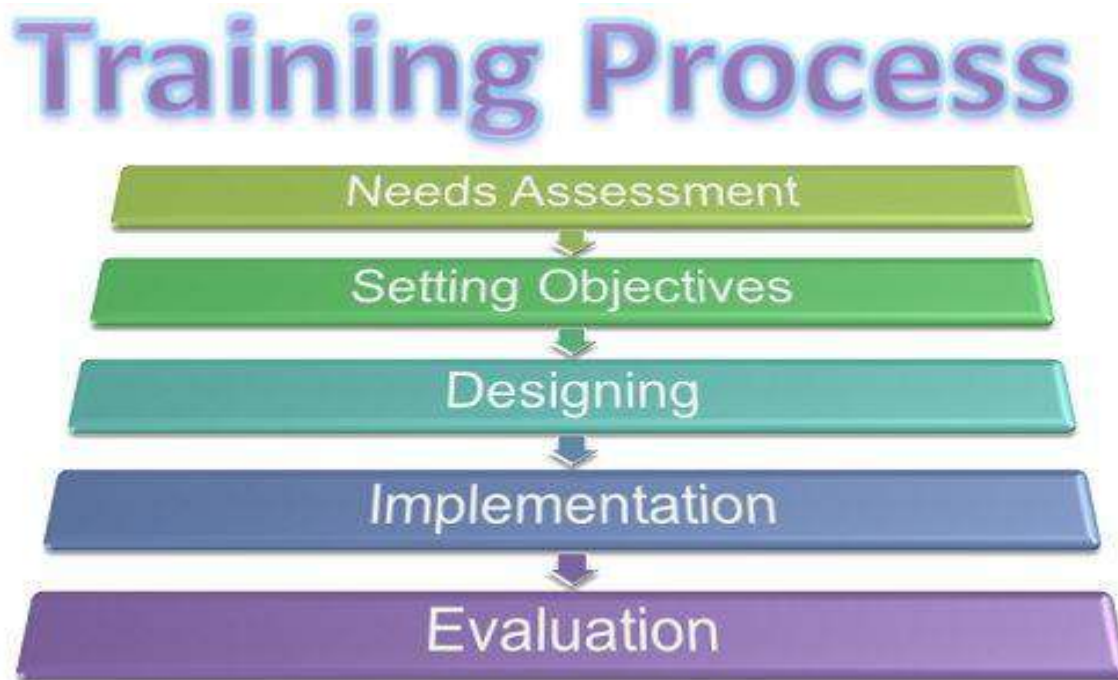 Training Process
Needs Assessment
Setting Objectives
Designing
Implementation
Evaluation